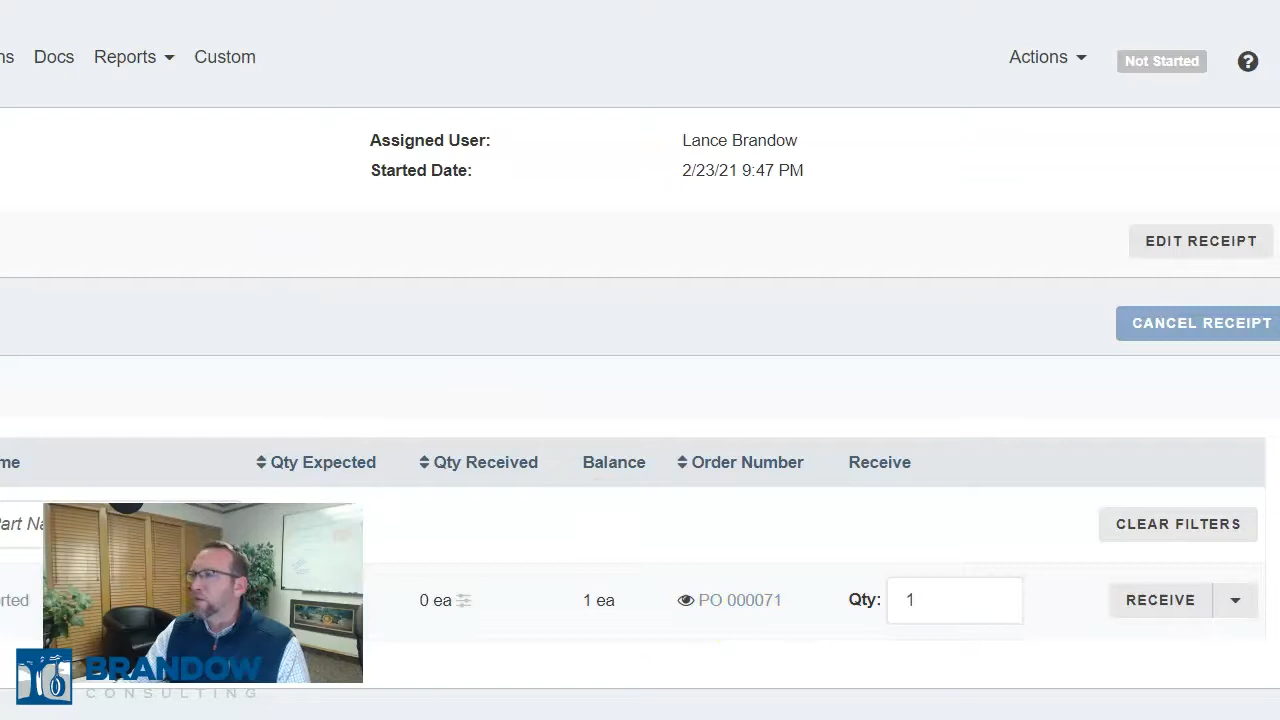 ns Docs Reports Custom Actions Not Started ?
Assigned User: Lance Brandow
Started Date: 2/23/21 9:47 PM
EDIT RECEIPT
CANCEL RECEIPT
me Qty Expected Qty Received Balance Order Number Receive
art Na CLEAR FILTERS
rted 0 ea 1 ea PO 000071 Qty: 1 RECEIVE
BRANDOW
CONSULTING